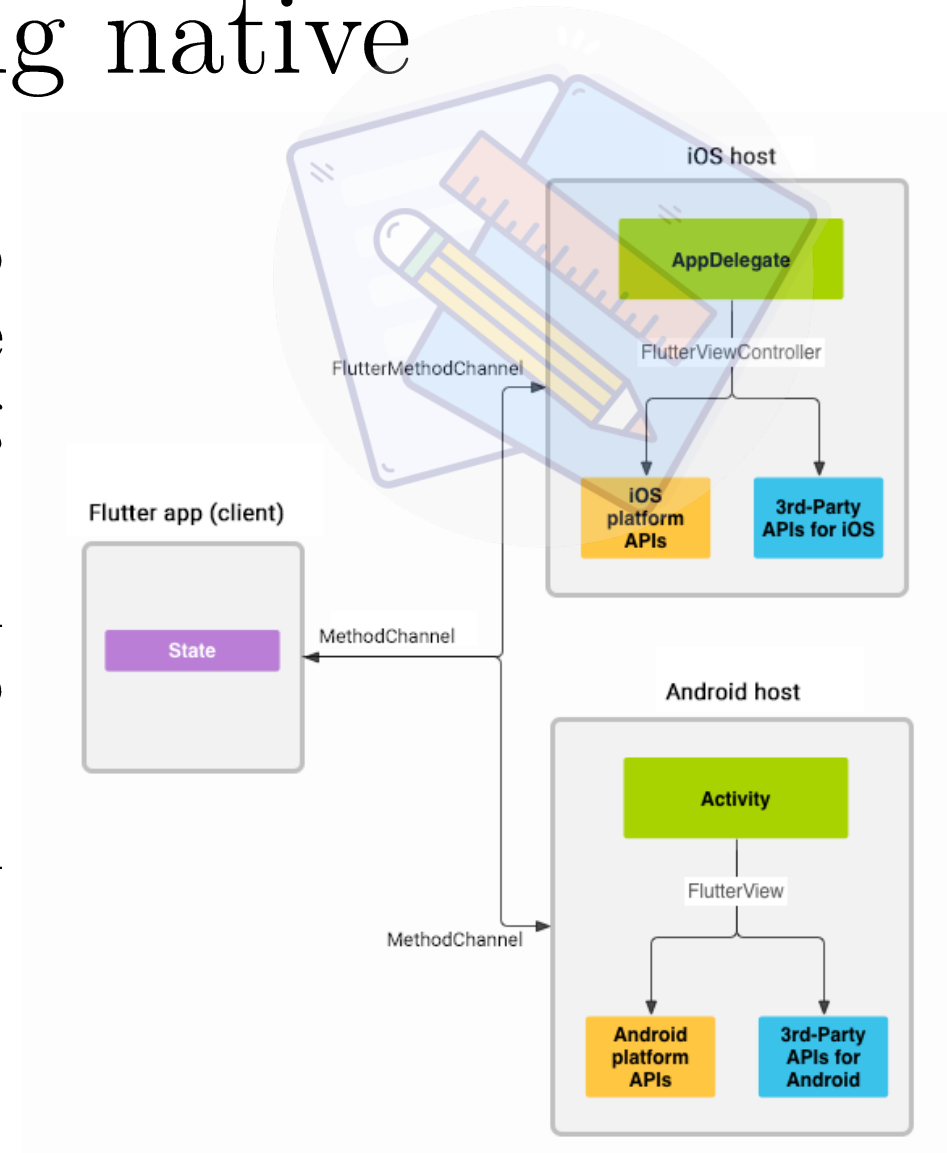 g native
iOS host
AppDelegate
FlutterViewController
FlutterMethodChannel
iOS
platform
APIs
3rd-Party
APIs for iOS
Flutter app (client)
State
MethodChannel
Android host
Activity
FlutterView
MethodChannel
Android
platform
APIs
3rd-Party
APIs for
Android